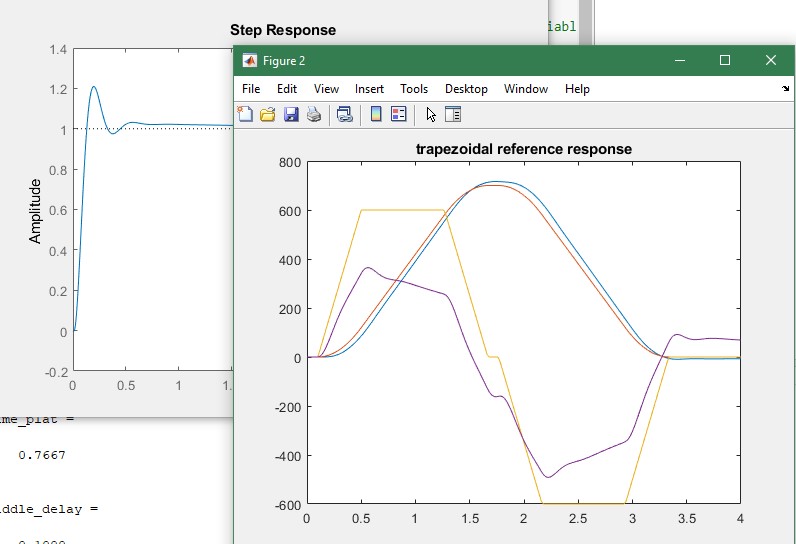 Step Response
iabl
Figure 2
File Edit View Insert Tools Desktop Window Help
trapezoidal reference response
Amplitude
1.4
1.2
1
0.8
0.6
0.4
0.2
0
-0.2
0 0.5 1 1.
800
600
400
200
0
-200
-400
-600
0 0.5 1 1.5 2 2.5 3 3.5 4
me_plat =
0.7667
ddle_delay =